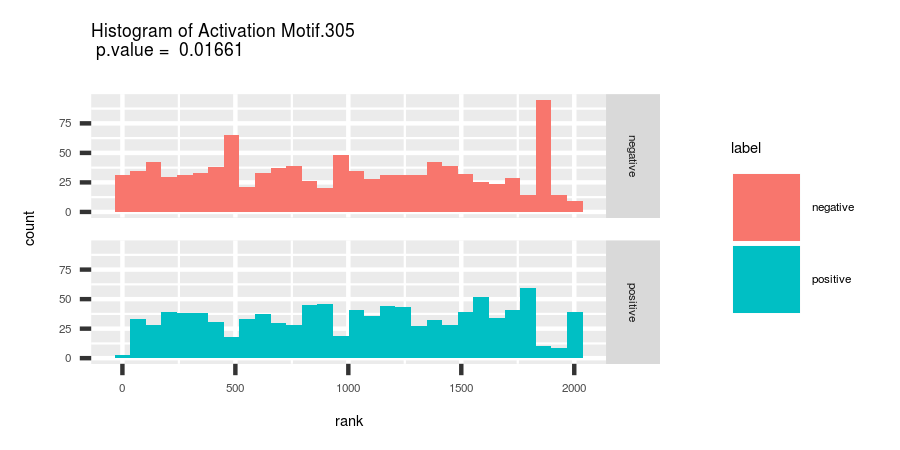 Histogram of Activation Motif.305
p.value = 0.01661
count
75
50
25
0
negative
75
50
25
0
positive
0 500 1000 1500 2000
rank
label
negative
positive